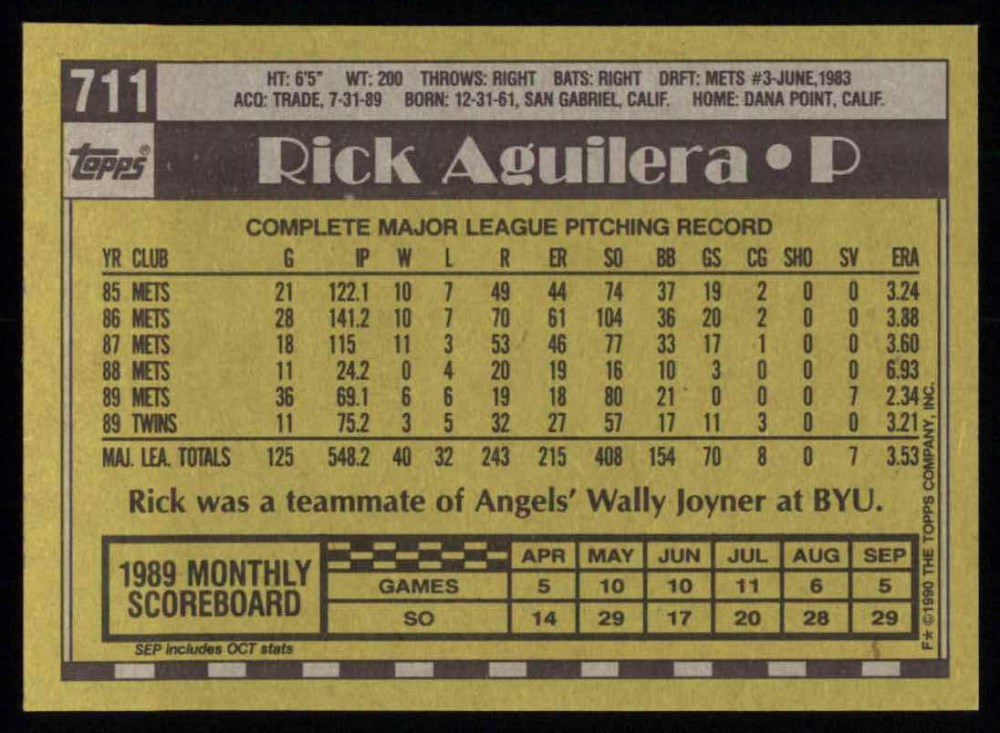 711
HT: 6'5" WT: 200 THROWS: RIGHT BATS: RIGHT DRFT: METS #3-JUNE, 1983
ACQ: TRADE, 7-31-89 BORN: 12-31-61, SAN GABRIEL, CALIF. HOME: DANA POINT, CALIF.
topps®
Rick Aguilera • P
COMPLETE MAJOR LEAGUE PITCHING RECORD
YR CLUB G IP W L R ER SO BB GS CG SHO SV ERA
85 METS 21 122.1 10 7 49 44 74 37 19 2 0 0 3.24
86 METS 28 141.2 10 7 70 61 104 36 20 2 0 0 3.88
87 METS 18 115 11 3 53 46 77 33 17 1 0 0 3.60
88 METS 11 24.2 0 4 20 19 16 10 3 0 0 0 6.93
89 METS 36 69.1 6 6 19 18 80 21 0 0 0 7 2.34
89 TWINS 11 75.2 3 5 32 27 57 17 11 3 0 0 3.21
MAJ. LEA. TOTALS 125 548.2 40 32 243 215 408 154 70 8 0 7 3.53
Rick was a teammate of Angels' Wally Joyner at BYU.
1989 MONTHLY
SCOREBOARD
APR MAY JUN JUL AUG SEP
GAMES 5 10 10 11 6 5
SO 14 29 17 20 28 29
SEP includes OCT stats
F* ©1990 THE TOPPS COMPANY, INC.